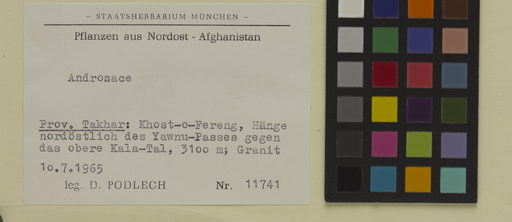 – STAATSHERBARIUM MÜNCHEN –
Pflanzen aus Nordost - Afghanistan
Androsace
Prov. Takhar: Khost-o-Fereng, Hänge
nordöstlich des Yawnu-Passes gegen
das obere Kala-Tal, 3100 m; Granit
10.7.1965
leg. D. PODLECH Nr. 11741